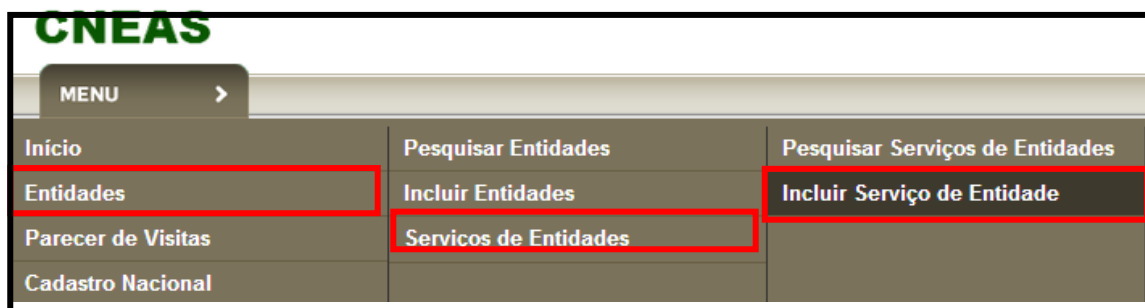 CNEAS
MENU >
Início
Entidades
Parecer de Visitas
Cadastro Nacional
Pesquisar Entidades
Incluir Entidades
Serviços de Entidades
Pesquisar Serviços de Entidades
Incluir Serviço de Entidade